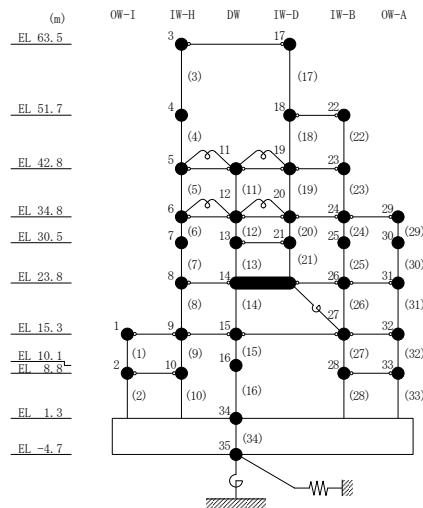 (m) OW-I IW-H DW IW-D IW-B OW-A
EL 63.5 3 17
(3) (17)
EL 51.7 4 18 22
(4) (18) (22)
11 19
EL 42.8 5 23
(5) (11) (19) (23)
12 20
EL 34.8 6 24 29
(6) (12) (20) (24) (29)
EL 30.5 7 13 21 25 30
(7) (13) (21) (25) (30)
EL 23.8 8 14 26 31
(8) (14) (26) (31)
27
EL 15.3 1 9 15 32
(1) (9) (15) (27) (32)
EL 10.1 16
EL 8.8 2 10 28 33
(2) (10) (16) (28) (33)
EL 1.3 34
(34)
EL -4.7 35